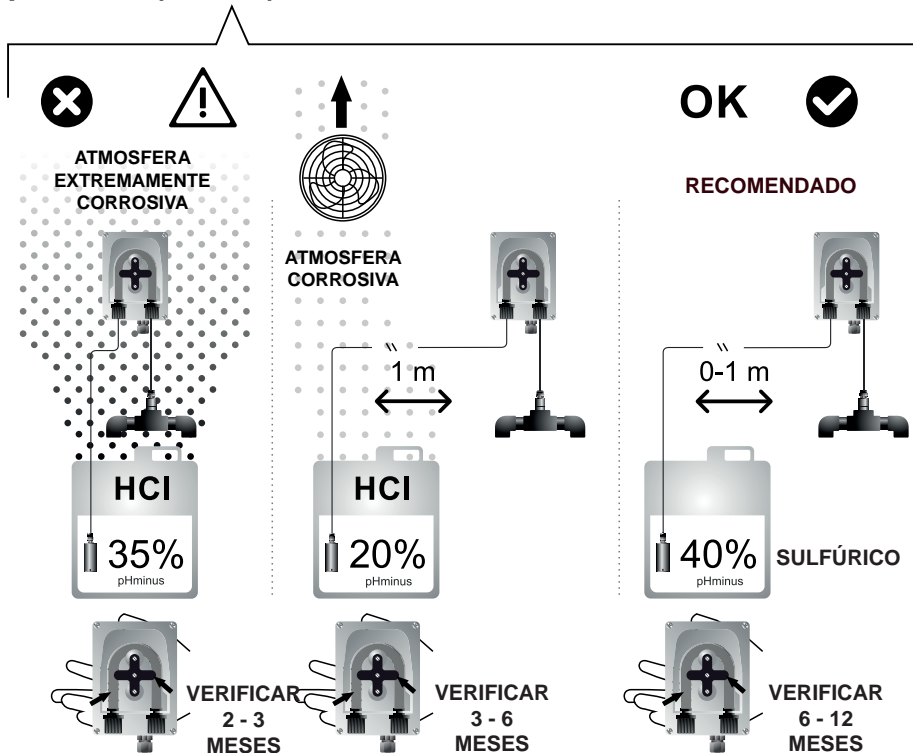 ATMOSFERA
EXTREMAMENTE
CORROSIVA
HCl
35%
pHminus
VERIFICAR
2 - 3
MESES
ATMOSFERA
CORROSIVA
1 m
HCl
20%
pHminus
VERIFICAR
3 - 6
MESES
OK
RECOMENDADO
0-1 m
40%
pHminus
SULFÚRICO
VERIFICAR
6 - 12
MESES